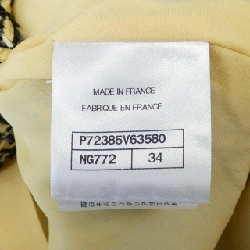 MADE IN FRANCE
FABRIQUE EN FRANCE
P72385V63580
NG772 34